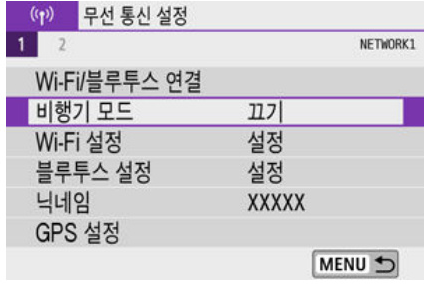 무선 통신 설정
1 2 NETWORK1
Wi-Fi/블루투스 연결
비행기 모드 끄기
Wi-Fi 설정 설정
블루투스 설정 설정
닉네임 XXXXX
GPS 설정
MENU